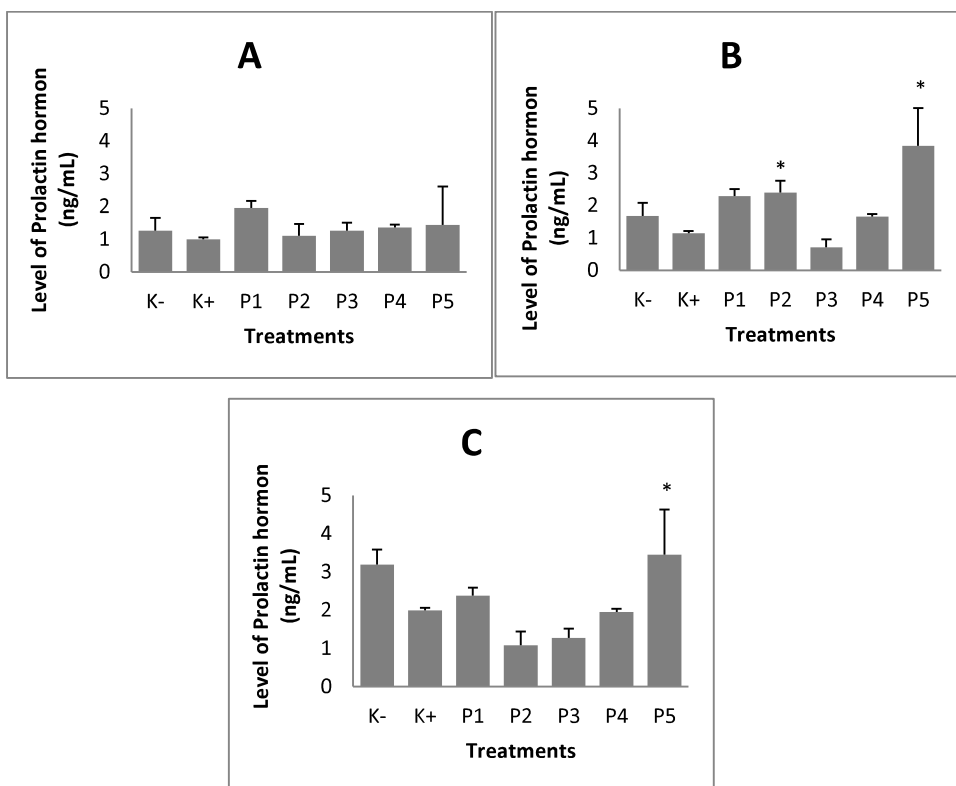 A
Level of Prolactin hormon
(ng/mL)
5
4
3
2
1
0
K- K+ P1 P2 P3 P4 P5
Treatments
B
Level of Prolactin hormon
(ng/mL)
5
4
3
2
1
0
*
*
K- K+ P1 P2 P3 P4 P5
Treatments
C
Level of Prolactin hormon
(ng/mL)
5
4
3
2
1
0
*
K- K+ P1 P2 P3 P4 P5
Treatments